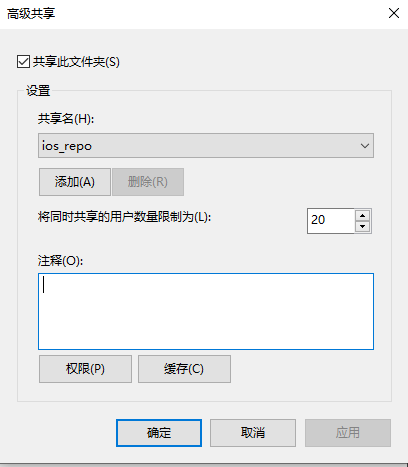 高级共享
共享此文件夹(S)
设置
共享名(H):
ios_repo
添加(A) 删除(R)
将同时共享的用户数量限制为(L): 20
注释(O):
权限(P) 缓存(C)
确定 取消 应用